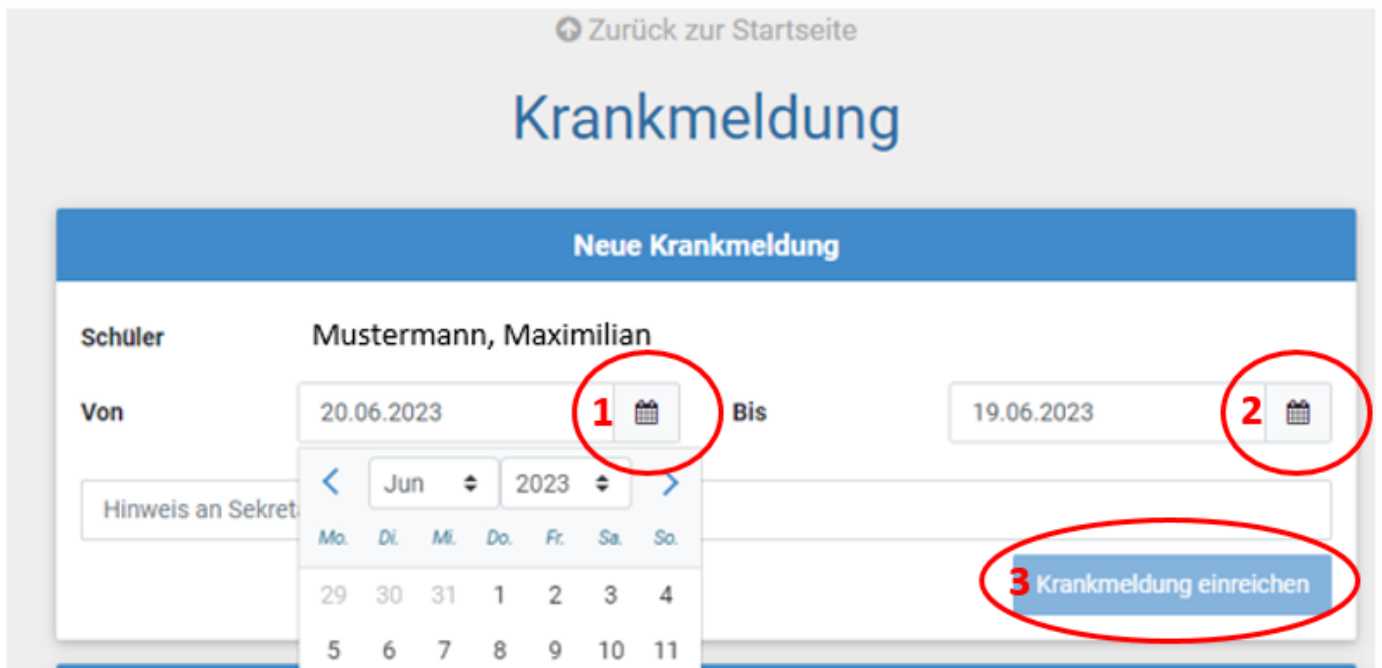 Zurück zur Startseite
Krankmeldung
Neue Krankmeldung
Schüler Mustermann, Maximilian
Von 20.06.2023 1 Bis 19.06.2023 2
Jun 2023
Hinweis an
Mo. Di. Mi. Do. Fr. Sa. So.
3 Krankmeldung einreichen
29 30 31 1 2 3 4
5 6 7 8 9 10 11